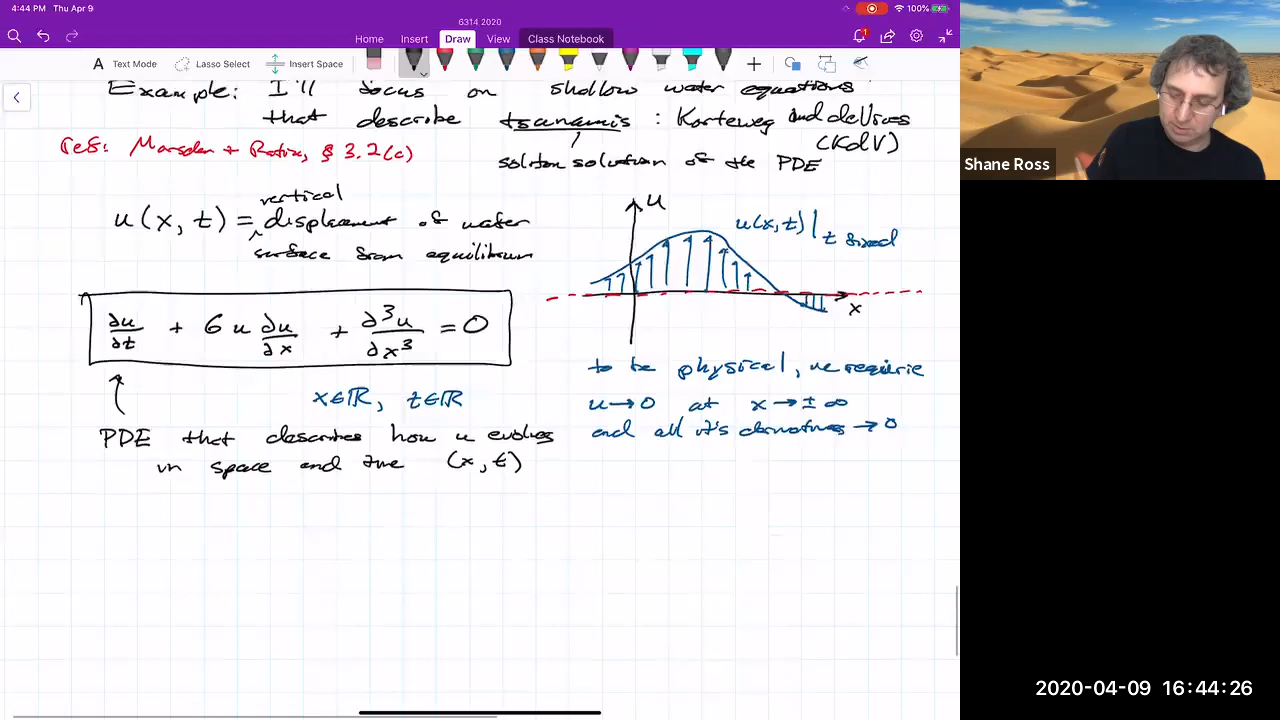 4:44 PM Thu Apr 9
100%
6314 2020
Home Insert Draw View Class Notebook
1
A Text Mode Lasso Select Insert Space
Example: I'll focus on shallow water equations
that describe tsunamis : Korteweg and deVries
(KdV)
ref: Marsden + Ratiu, § 3.2(c)
soliton solution of the PDE
u(x, t) = vertical displacement of water
surface from equilibrium
u
u(x,t)|t fixed
x
∂u/∂t + 6 u ∂u/∂x + ∂³u/∂x³ = 0
x∈ℝ, t∈ℝ
PDE that describes how u evolves
in space and time (x, t)
to be physical, we require
u → 0 at x → ± ∞
and all it's derivatives → 0
Shane Ross
2020-04-09 16:44:26